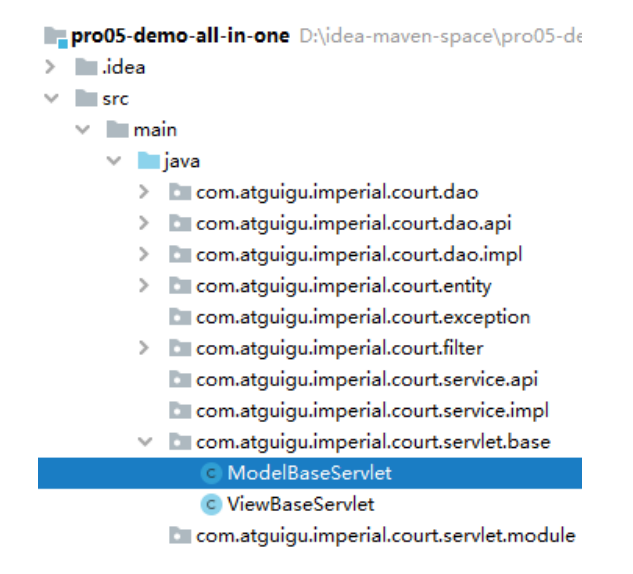 pro05-demo-all-in-one D:\idea-maven-space\pro05-de
.idea
src
main
java
com.atguigu.imperial.court.dao
com.atguigu.imperial.court.dao.api
com.atguigu.imperial.court.dao.impl
com.atguigu.imperial.court.entity
com.atguigu.imperial.court.exception
com.atguigu.imperial.court.filter
com.atguigu.imperial.court.service.api
com.atguigu.imperial.court.service.impl
com.atguigu.imperial.court.servlet.base
C ModelBaseServlet
C ViewBaseServlet
com.atguigu.imperial.court.servlet.module